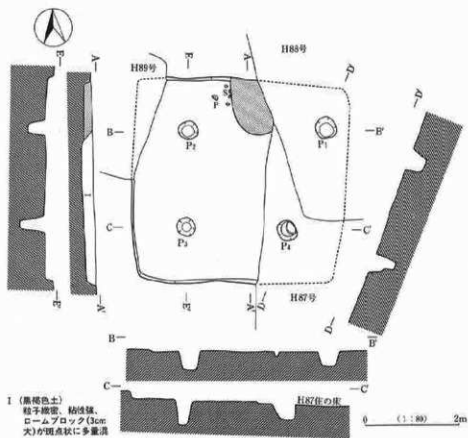 E
A
E
A
H88号
H89号
D'
P
P2
P1
B
B'
C
P3
P4
C'
E'
A'
E'
A'
D
H87号
D'
D
B
B'
C
H87住の床
C'
1 (黒褐色土)
粒子緻密、粘性強、
ロームブロック(3cm
大)が斑点状に多量混
0 (1:80) 2m